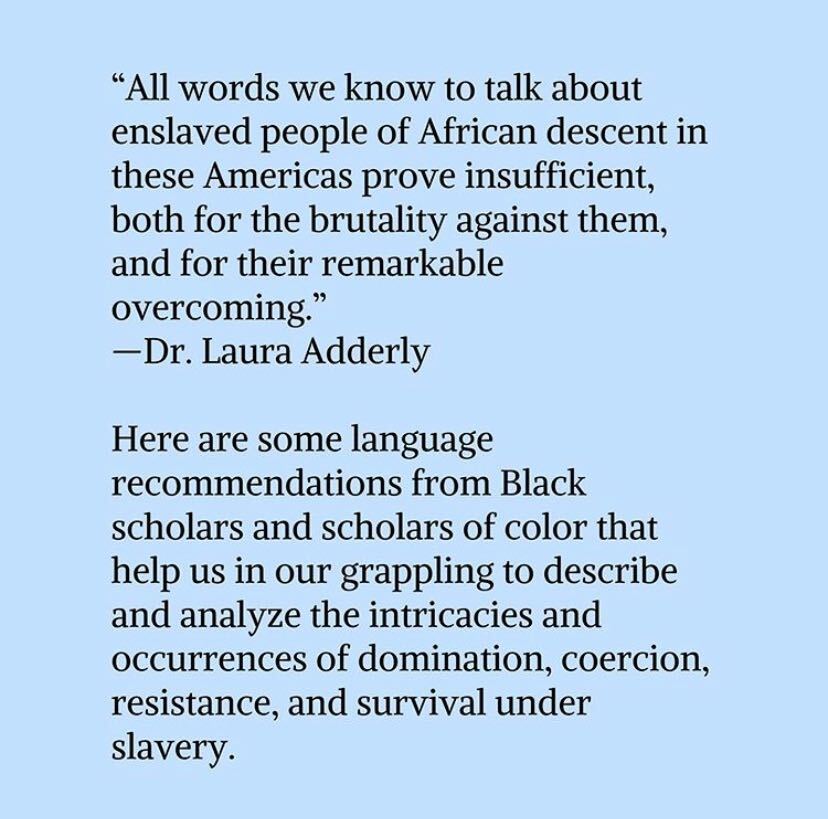 “All words we know to talk about
enslaved people of African descent in
these Americas prove insufficient,
both for the brutality against them,
and for their remarkable
overcoming.”
—Dr. Laura Adderly
Here are some language
recommendations from Black
scholars and scholars of color that
help us in our grappling to describe
and analyze the intricacies and
occurrences of domination, coercion,
resistance, and survival under
slavery.